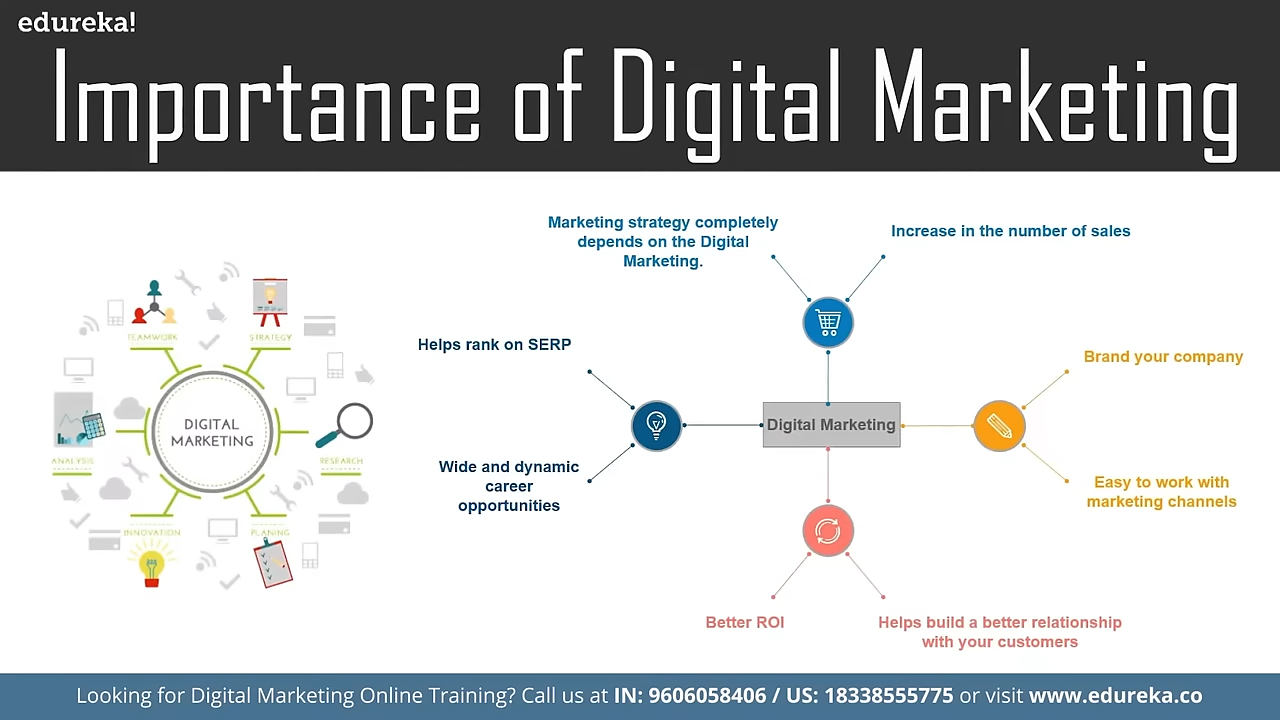 edureka!
Importance of Digital Marketing
Marketing strategy completely
depends on the Digital
Marketing.
Increase in the number of sales
Helps rank on SERP
Brand your company
Digital Marketing
Wide and dynamic
career
opportunities
Easy to work with
marketing channels
Better ROI
Helps build a better relationship
with your customers
TEAMWORK
STRATEGY
DIGITAL
MARKETING
ANALYSIS
RESEARCH
INNOVATION
PLANING
Looking for Digital Marketing Online Training? Call us at IN: 9606058406 / US: 18338555775 or visit www.edureka.co